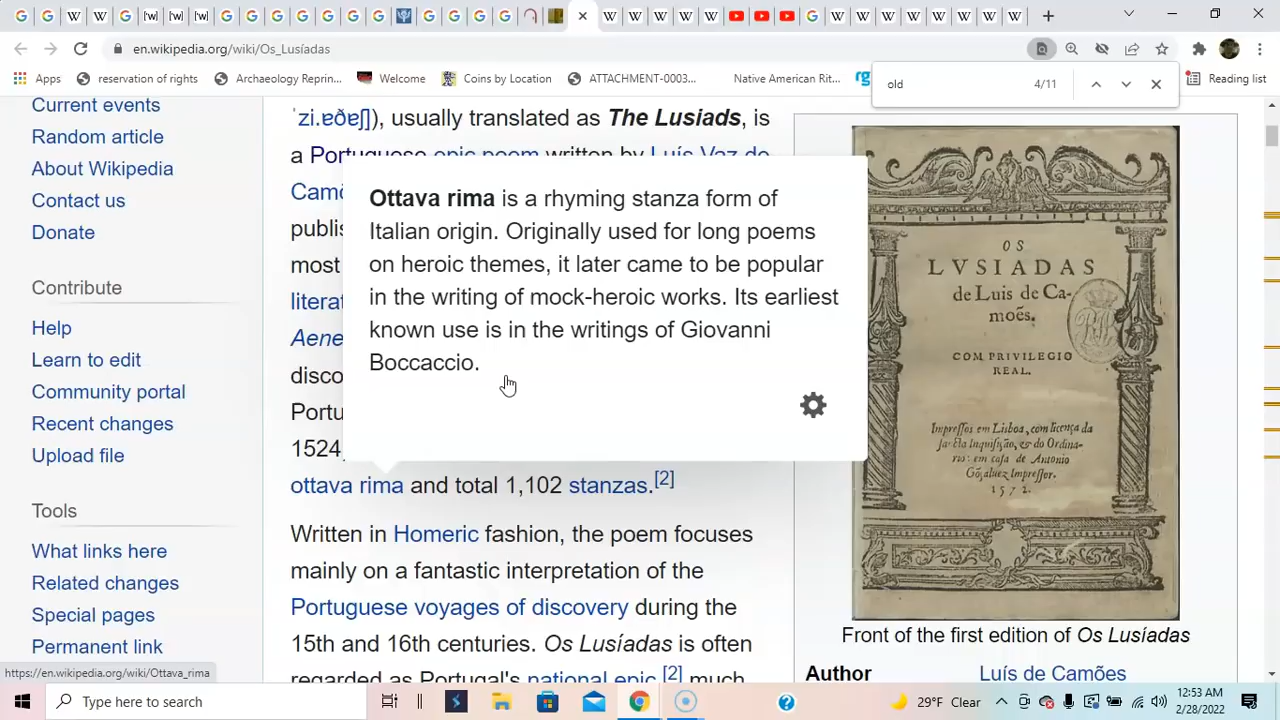 en.wikipedia.org/wiki/Os_Lusíadas
Apps
reservation of rights
Archaeology Reprin...
Welcome
Coins by Location
ATTACHMENT-0003...
Native American Rit...
rg
Reading list
old
4/11
Current events
Random article
About Wikipedia
Contact us
Donate
Contribute
Help
Learn to edit
Community portal
Recent changes
Upload file
Tools
What links here
Related changes
Special pages
Permanent link
ˈzi.ɐðɐʃ]), usually translated as The Lusiads, is
a Portuguese epic poem written by Luís Vaz de
Camõ
publis
most
litera
Aene
disco
Portu
1524,
Ottava rima is a rhyming stanza form of
Italian origin. Originally used for long poems
on heroic themes, it later came to be popular
in the writing of mock-heroic works. Its earliest
known use is in the writings of Giovanni
Boccaccio.
ottava rima and total 1,102 stanzas.[2]
Written in Homeric fashion, the poem focuses
mainly on a fantastic interpretation of the
Portuguese voyages of discovery during the
15th and 16th centuries. Os Lusíadas is often
regarded as Portugal's national epic,[2] much
OS
LVSIADAS
de Luis de Ca-
moẽs.
COM PRIVILEGIO
REAL.
Impressos em Lisboa, com licença da
sancta Inquisição, & do Ordina-
rio: em casa de Antonio
Gõçaluez Impressor.
1572.
Front of the first edition of Os Lusíadas
Author Luís de Camões
https://en.wikipedia.org/wiki/Ottava_rima
Type here to search
29°F Clear
12:53 AM
2/28/2022